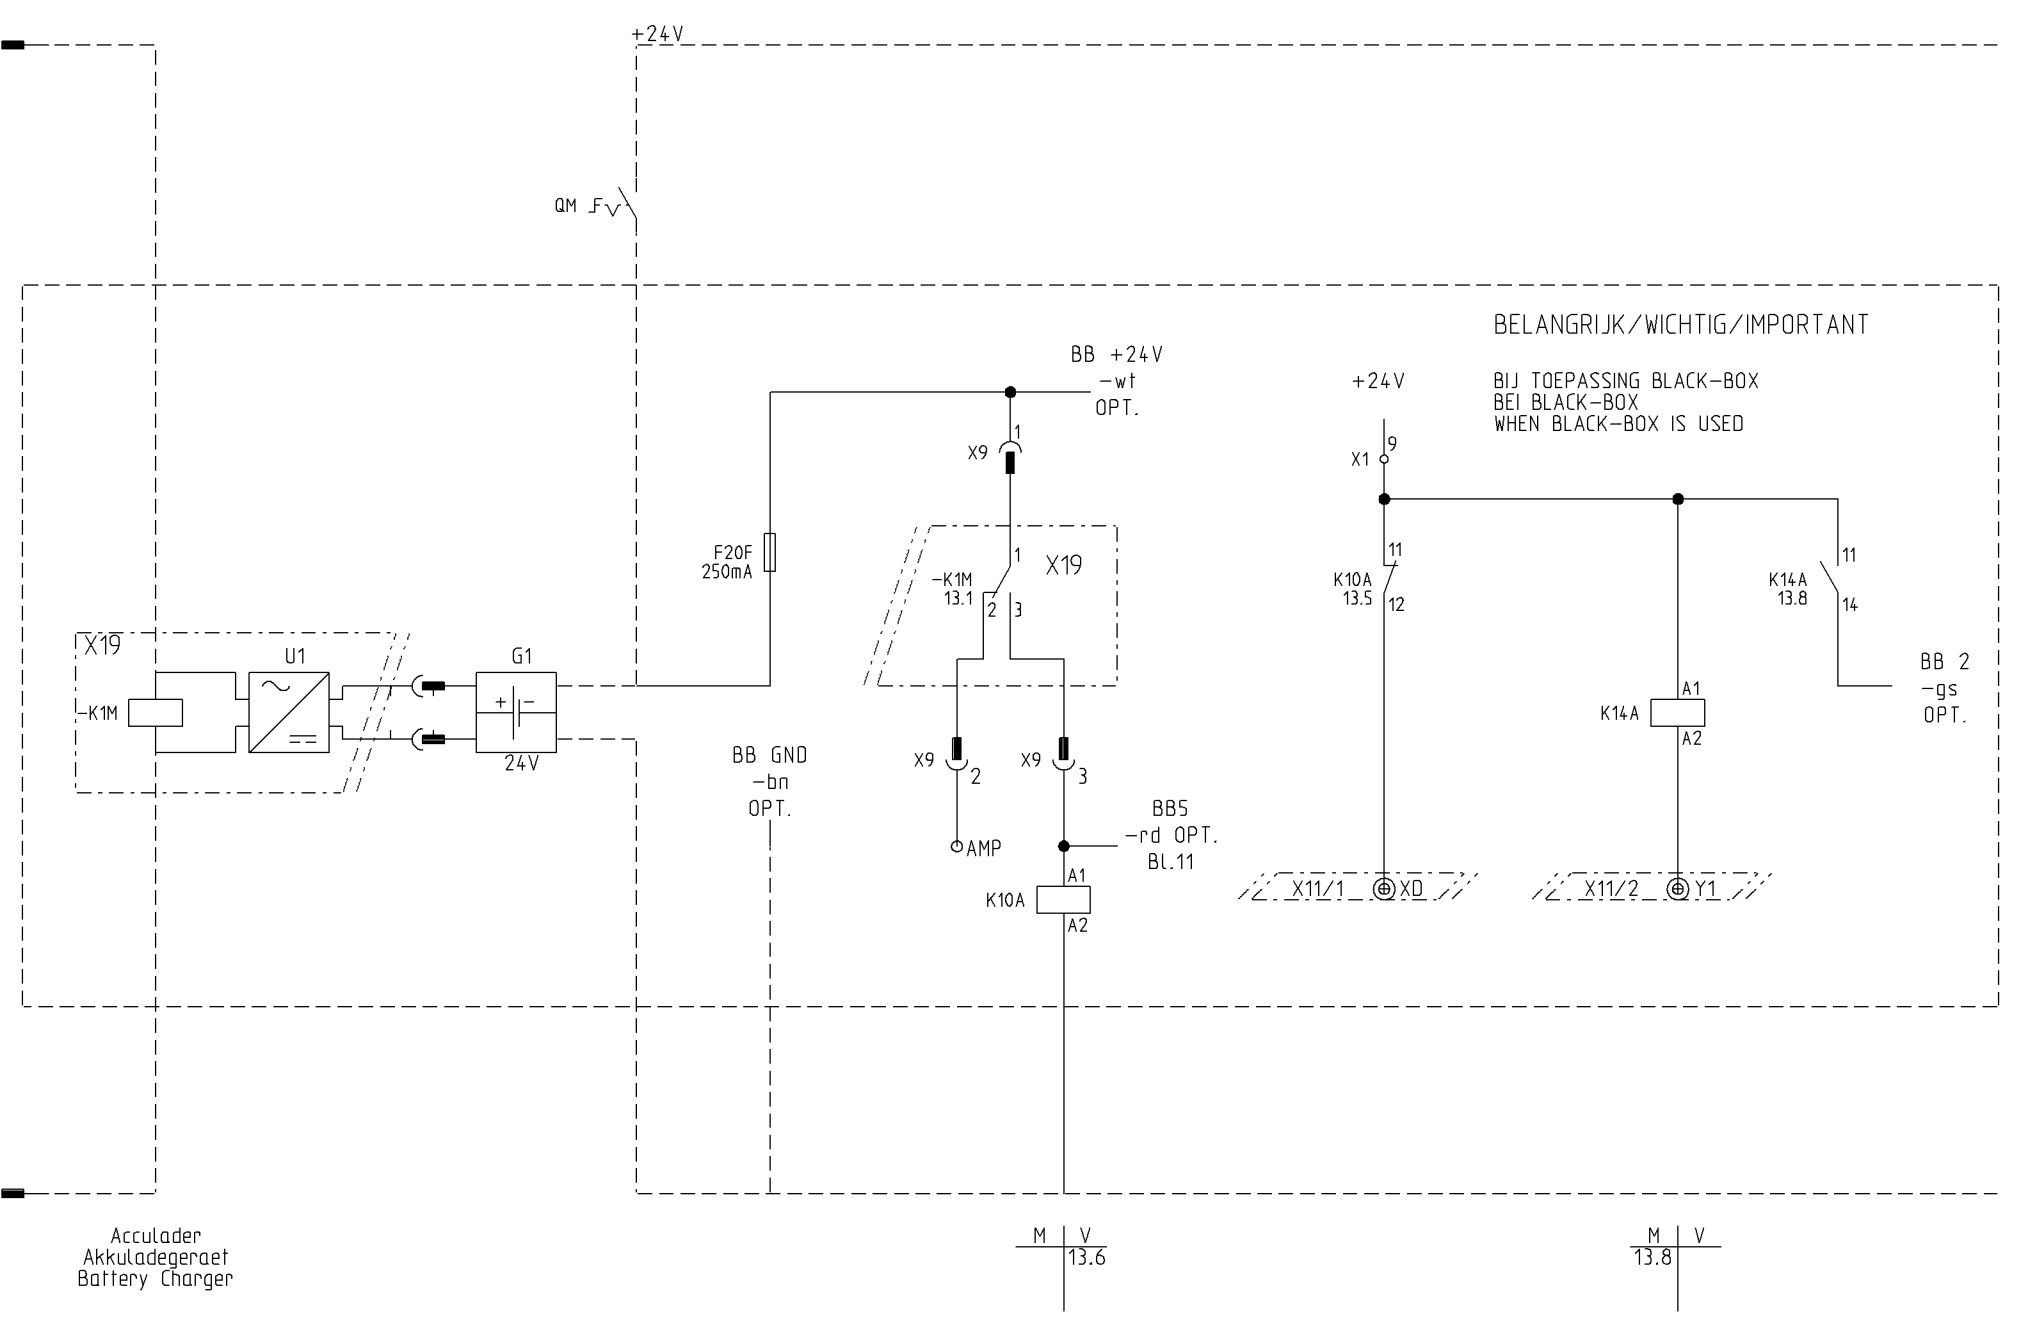 +24V
QM
BELANGRIJK/WICHTIG/IMPORTANT
BB +24V
-wt
OPT.
+24V
BIJ TOEPASSING BLACK-BOX
BEI BLACK-BOX
WHEN BLACK-BOX IS USED
1
X9
9
X1
F20F
250mA
1
X19
-K1M
13.1
2
3
11
K10A
13.5
12
11
K14A
13.8
14
X19
U1
G1
-K1M
+ -
24V
BB 2
-gs
OPT.
A1
K14A
A2
BB GND
-bn
OPT.
X9
2
X9
3
AMP
BB5
-rd OPT.
Bl.11
A1
K10A
A2
X11/1
XD
X11/2
Y1
Acculader
Akkuladegeraet
Battery Charger
M V
13.6
M V
13.8